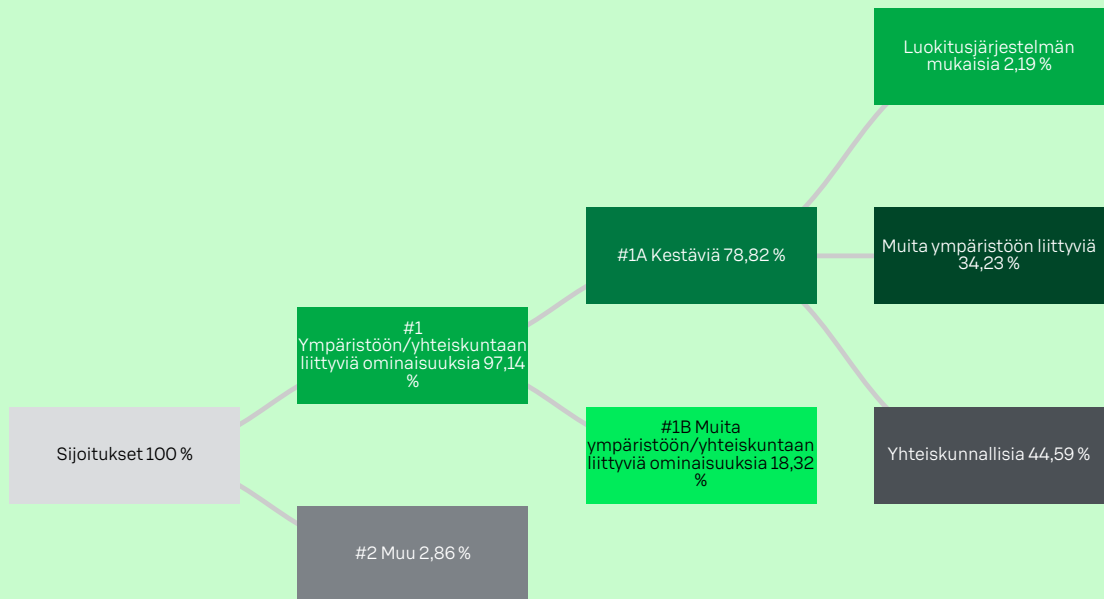 Luokitusjärjestelmän
mukaisia 2,19 %
#1A Kestäviä 78,82 %
Muita ympäristöön liittyviä
34,23 %
#1
Ympäristöön/yhteiskuntaan
liittyviä ominaisuuksia 97,14
%
Sijoitukset 100 %
#1B Muita
ympäristöön/yhteiskuntaan
liittyviä ominaisuuksia 18,32
%
Yhteiskunnallisia 44,59 %
#2 Muu 2,86 %